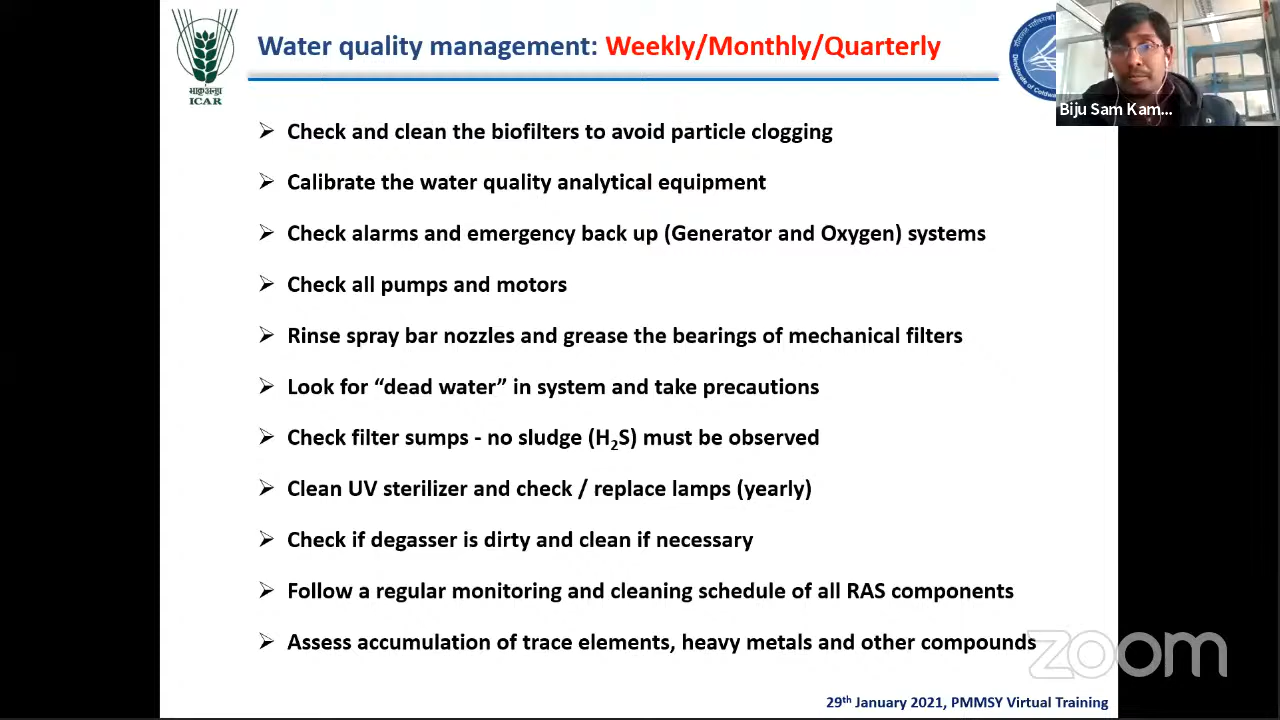 Water quality management: Weekly/Monthly/Quarterly
भाकृअनुप
ICAR
Directorate of Coldwa
Biju Sam Kam...
➢ Check and clean the biofilters to avoid particle clogging
➢ Calibrate the water quality analytical equipment
➢ Check alarms and emergency back up (Generator and Oxygen) systems
➢ Check all pumps and motors
➢ Rinse spray bar nozzles and grease the bearings of mechanical filters
➢ Look for “dead water” in system and take precautions
➢ Check filter sumps - no sludge (H₂S) must be observed
➢ Clean UV sterilizer and check / replace lamps (yearly)
➢ Check if degasser is dirty and clean if necessary
➢ Follow a regular monitoring and cleaning schedule of all RAS components
➢ Assess accumulation of trace elements, heavy metals and other compounds
zoom
29th January 2021, PMMSY Virtual Training